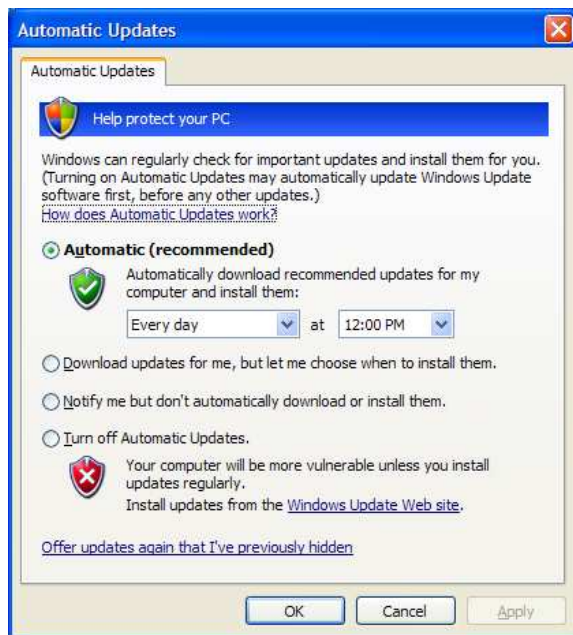 Automatic Updates
Automatic Updates
Help protect your PC
Windows can regularly check for important updates and install them for you.
(Turning on Automatic Updates may automatically update Windows Update
software first, before any other updates.)
How does Automatic Updates work?
Automatic (recommended)
Automatically download recommended updates for my
computer and install them:
Every day at 12:00 PM
Download updates for me, but let me choose when to install them.
Notify me but don't automatically download or install them.
Turn off Automatic Updates.
Your computer will be more vulnerable unless you install
updates regularly.
Install updates from the Windows Update Web site.
Offer updates again that I've previously hidden
OK Cancel Apply